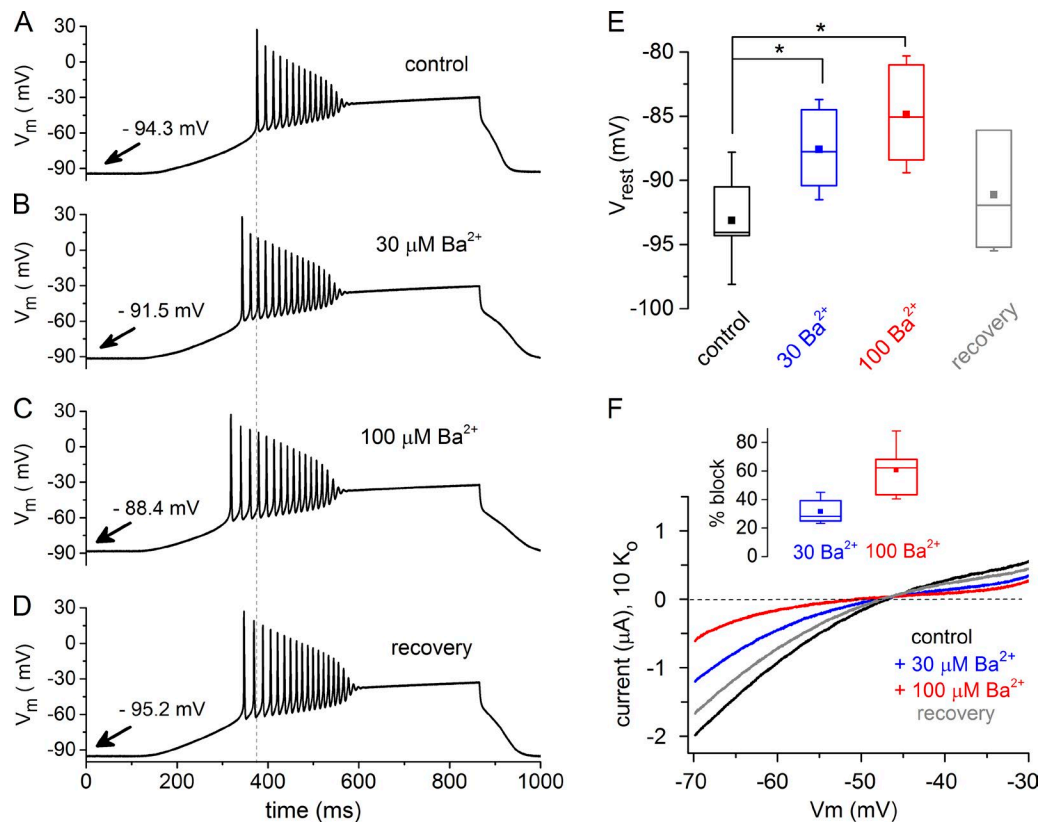 A
30
0
-30
-60
-90
Vm ( mV)
control
- 94.3 mV
B
30
0
-30
-60
-90
Vm ( mV)
30 µM Ba2+
- 91.5 mV
C
30
0
-30
-60
-90
Vm ( mV)
100 µM Ba2+
- 88.4 mV
D
30
0
-30
-60
-90
Vm ( mV)
recovery
- 95.2 mV
0 200 400 600 800 1000
time (ms)
E
*
*
-80
-85
-90
-95
-100
Vrest (mV)
control
30 Ba2+
100 Ba2+
recovery
F
80
60
40
20
0
% block
30 Ba2+ 100 Ba2+
1
0
-1
-2
current (µA), 10 Ko
control
+ 30 µM Ba2+
+ 100 µM Ba2+
recovery
-70 -60 -50 -40 -30
Vm (mV)